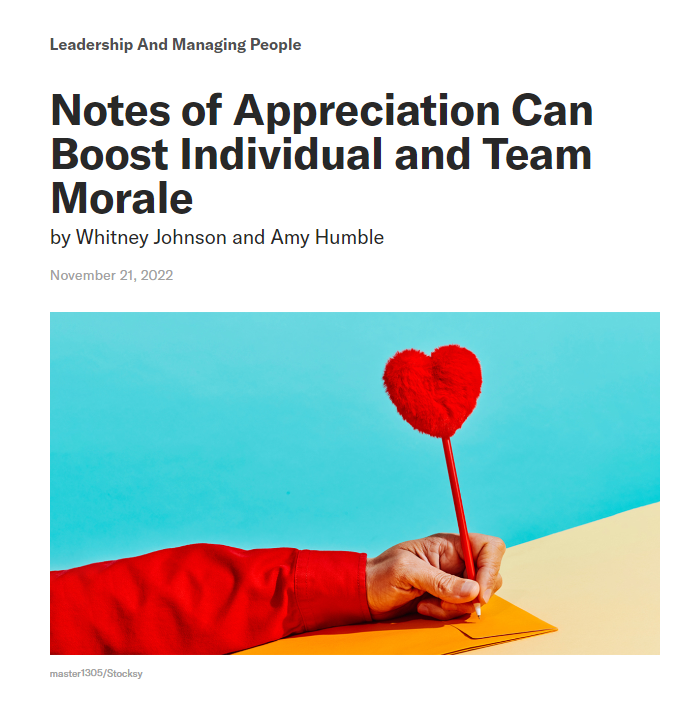 Leadership And Managing People
Notes of Appreciation Can
Boost Individual and Team
Morale
by Whitney Johnson and Amy Humble
November 21, 2022
master1305/Stocksy